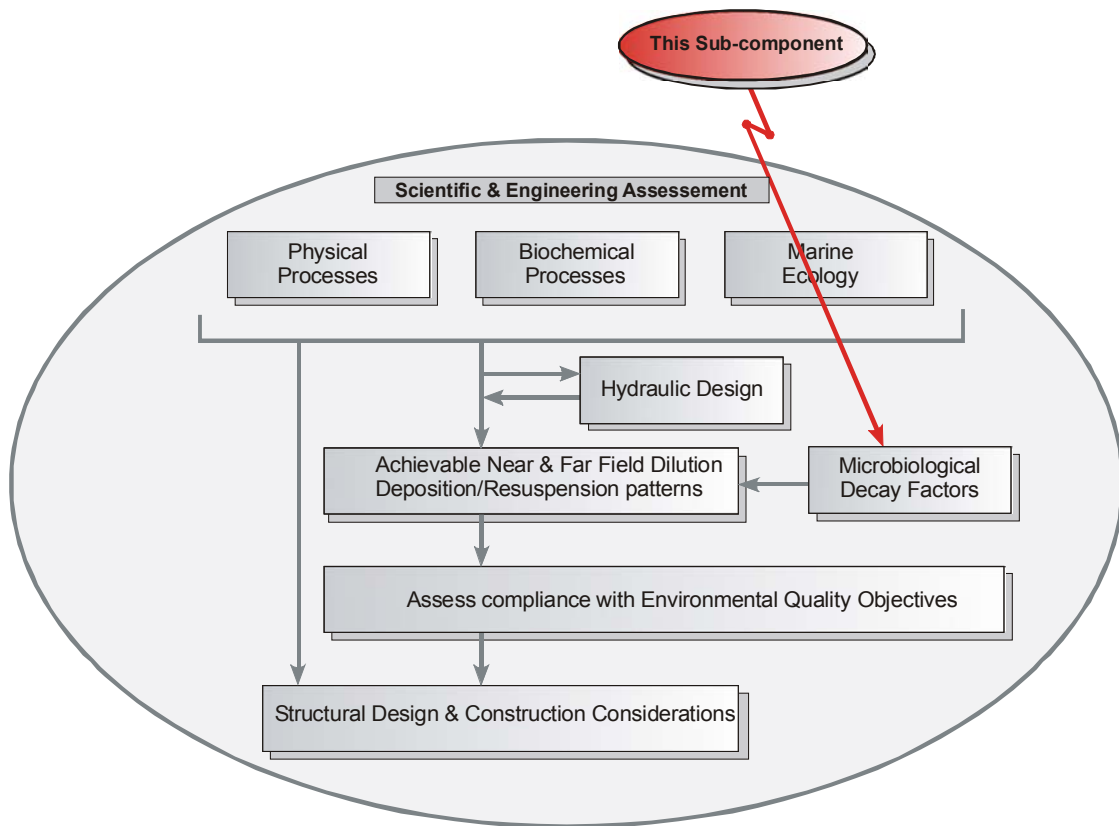 This Sub-component
Scientific & Engineering Assessement
Physical
Processes
Biochemical
Processes
Marine
Ecology
Hydraulic Design
Achievable Near & Far Field Dilution
Deposition/Resuspension patterns
Microbiological
Decay Factors
Assess compliance with Environmental Quality Objectives
Structural Design & Construction Considerations